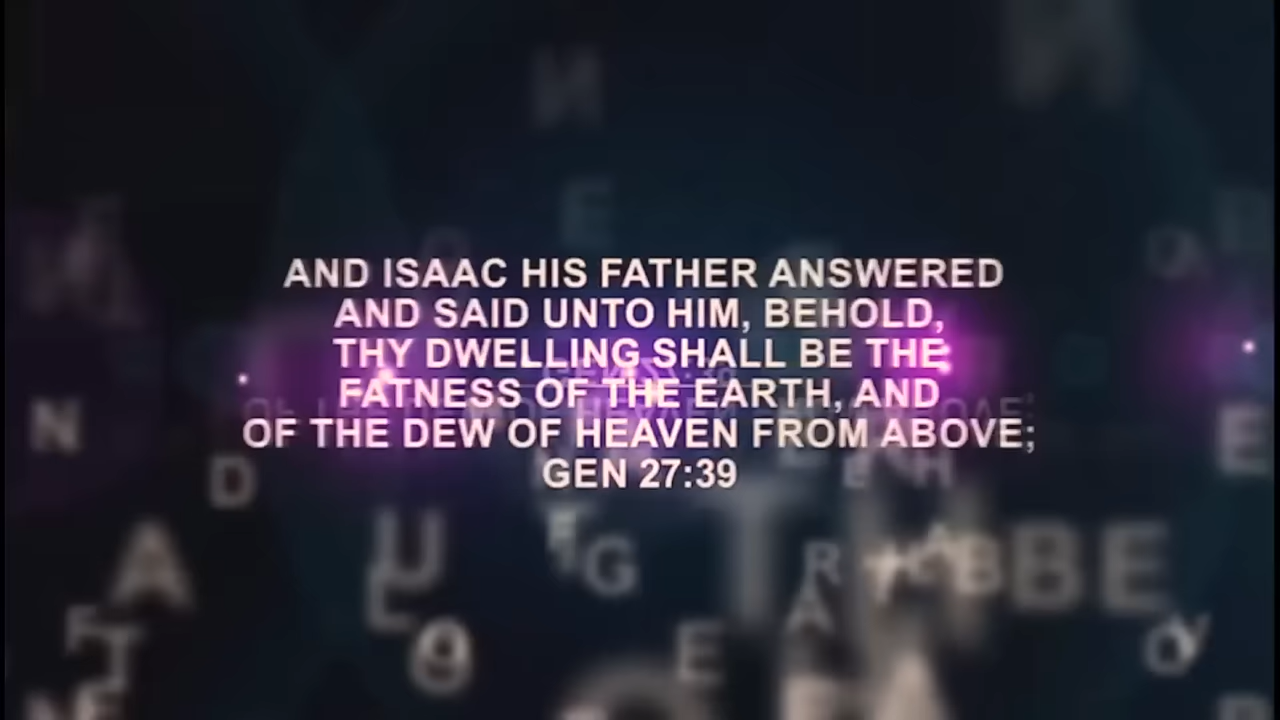 AND ISAAC HIS FATHER ANSWERED
AND SAID UNTO HIM, BEHOLD,
THY DWELLING SHALL BE THE
FATNESS OF THE EARTH, AND
OF THE DEW OF HEAVEN FROM ABOVE;
GEN 27:39